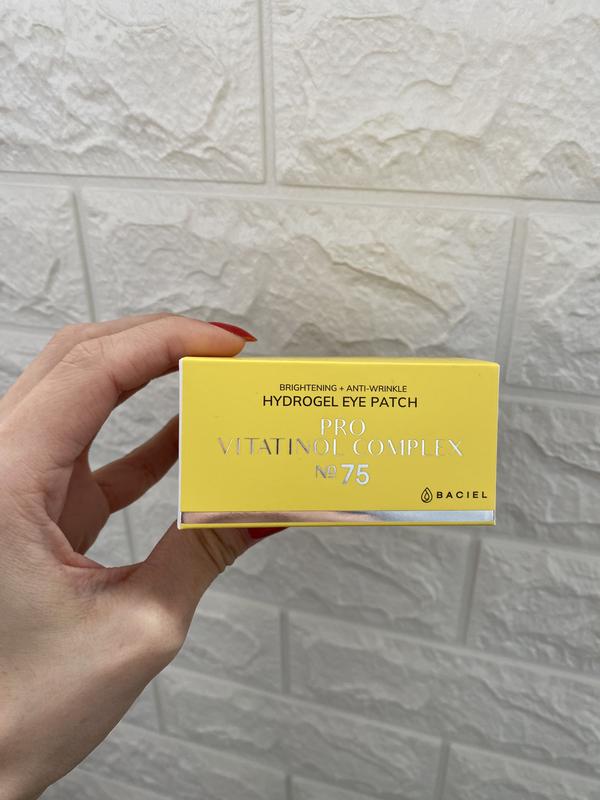 BRIGHTENING + ANTI-WRINKLE
HYDROGEL EYE PATCH
PRO
VITATINOL COMPLEX
Nº 75
BACIEL